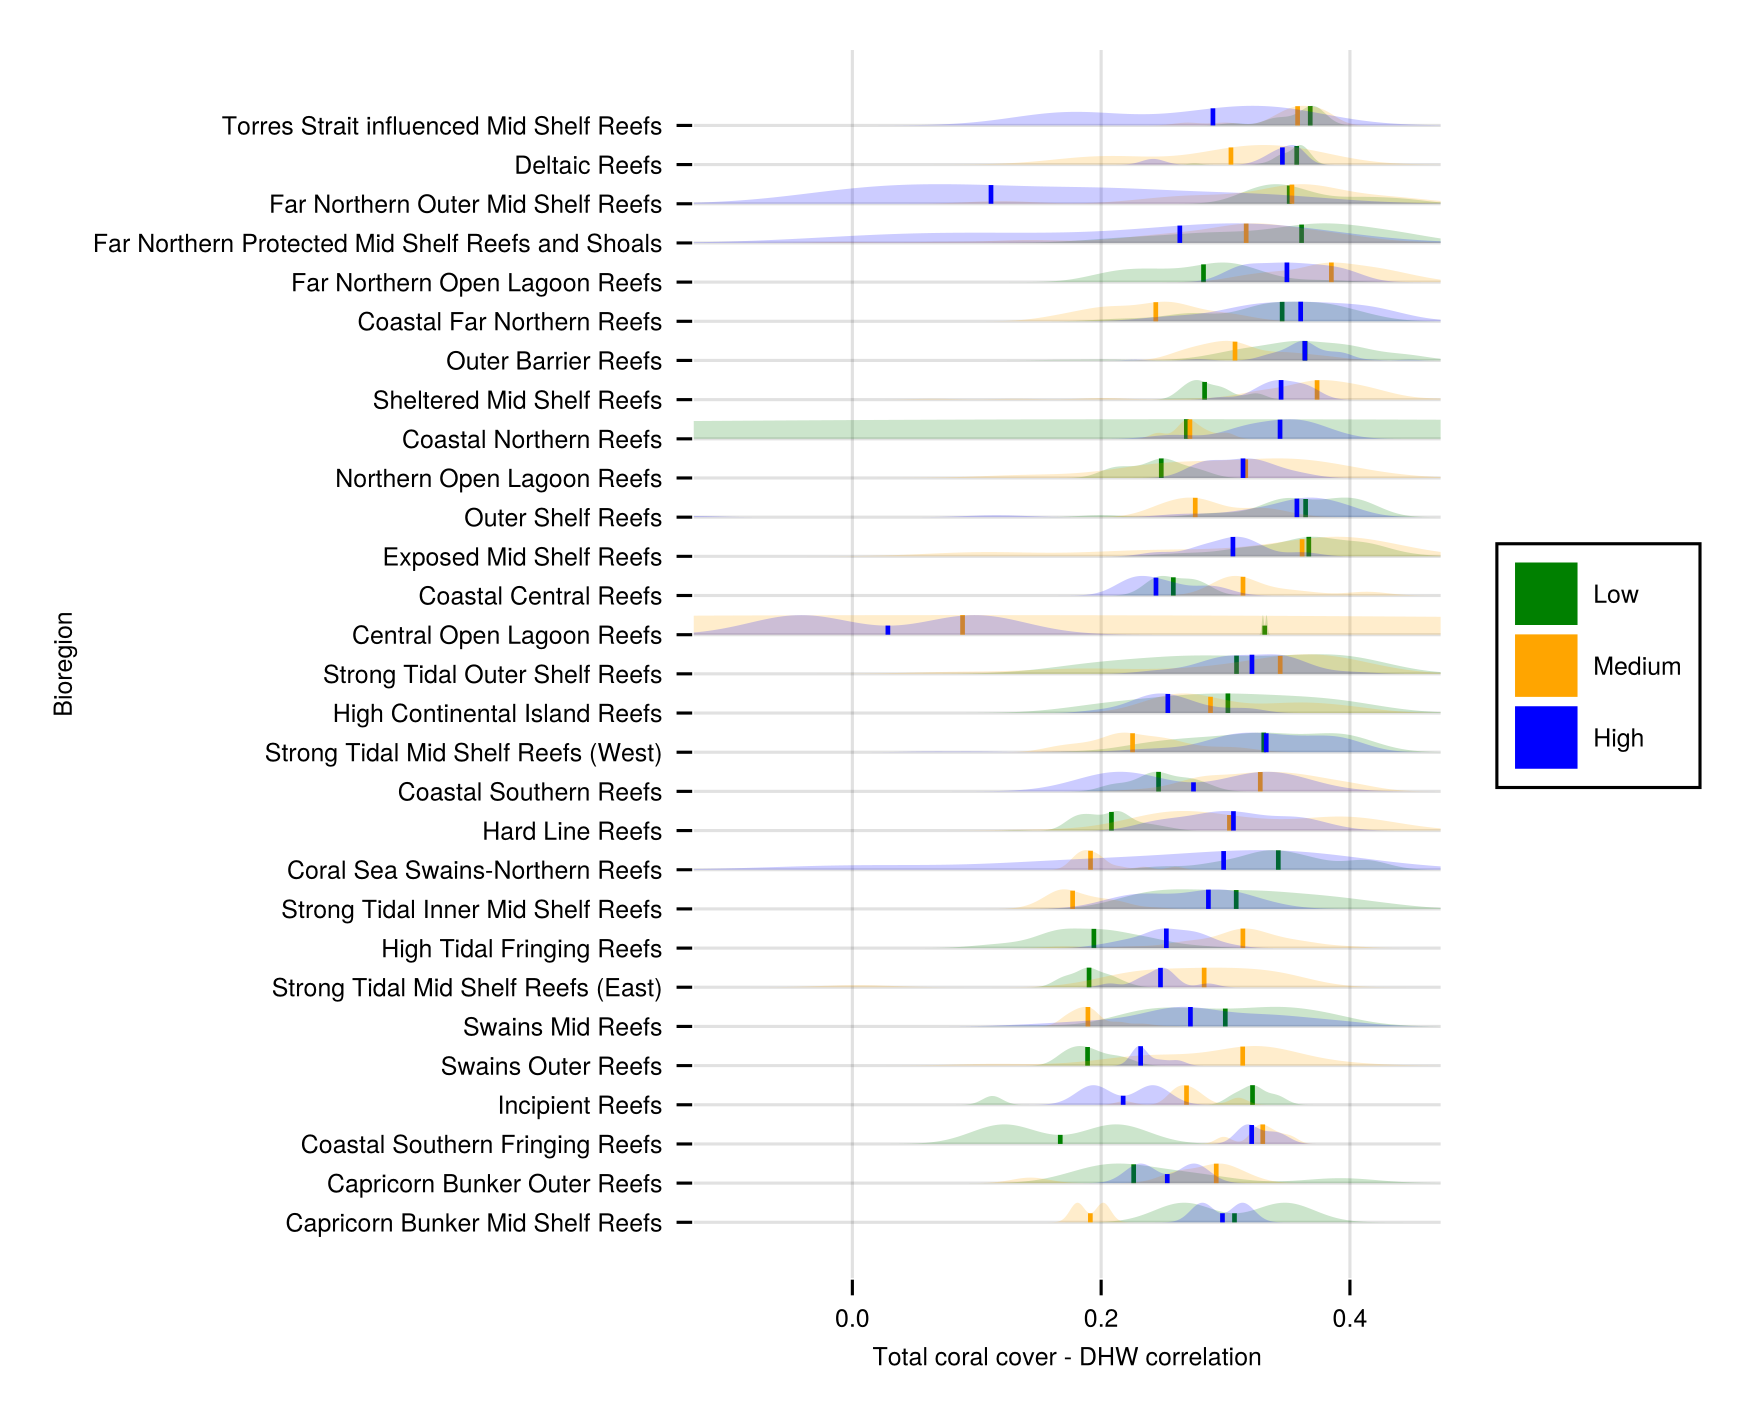 Torres Strait influenced Mid Shelf Reefs
Deltaic Reefs
Far Northern Outer Mid Shelf Reefs
Far Northern Protected Mid Shelf Reefs and Shoals
Far Northern Open Lagoon Reefs
Coastal Far Northern Reefs
Outer Barrier Reefs
Sheltered Mid Shelf Reefs
Coastal Northern Reefs
Northern Open Lagoon Reefs
Outer Shelf Reefs
Exposed Mid Shelf Reefs
Coastal Central Reefs
Central Open Lagoon Reefs
Strong Tidal Outer Shelf Reefs
High Continental Island Reefs
Strong Tidal Mid Shelf Reefs (West)
Coastal Southern Reefs
Hard Line Reefs
Coral Sea Swains-Northern Reefs
Strong Tidal Inner Mid Shelf Reefs
High Tidal Fringing Reefs
Strong Tidal Mid Shelf Reefs (East)
Swains Mid Reefs
Swains Outer Reefs
Incipient Reefs
Coastal Southern Fringing Reefs
Capricorn Bunker Outer Reefs
Capricorn Bunker Mid Shelf Reefs
Bioregion
0.0 0.2 0.4
Total coral cover - DHW correlation
Low
Medium
High